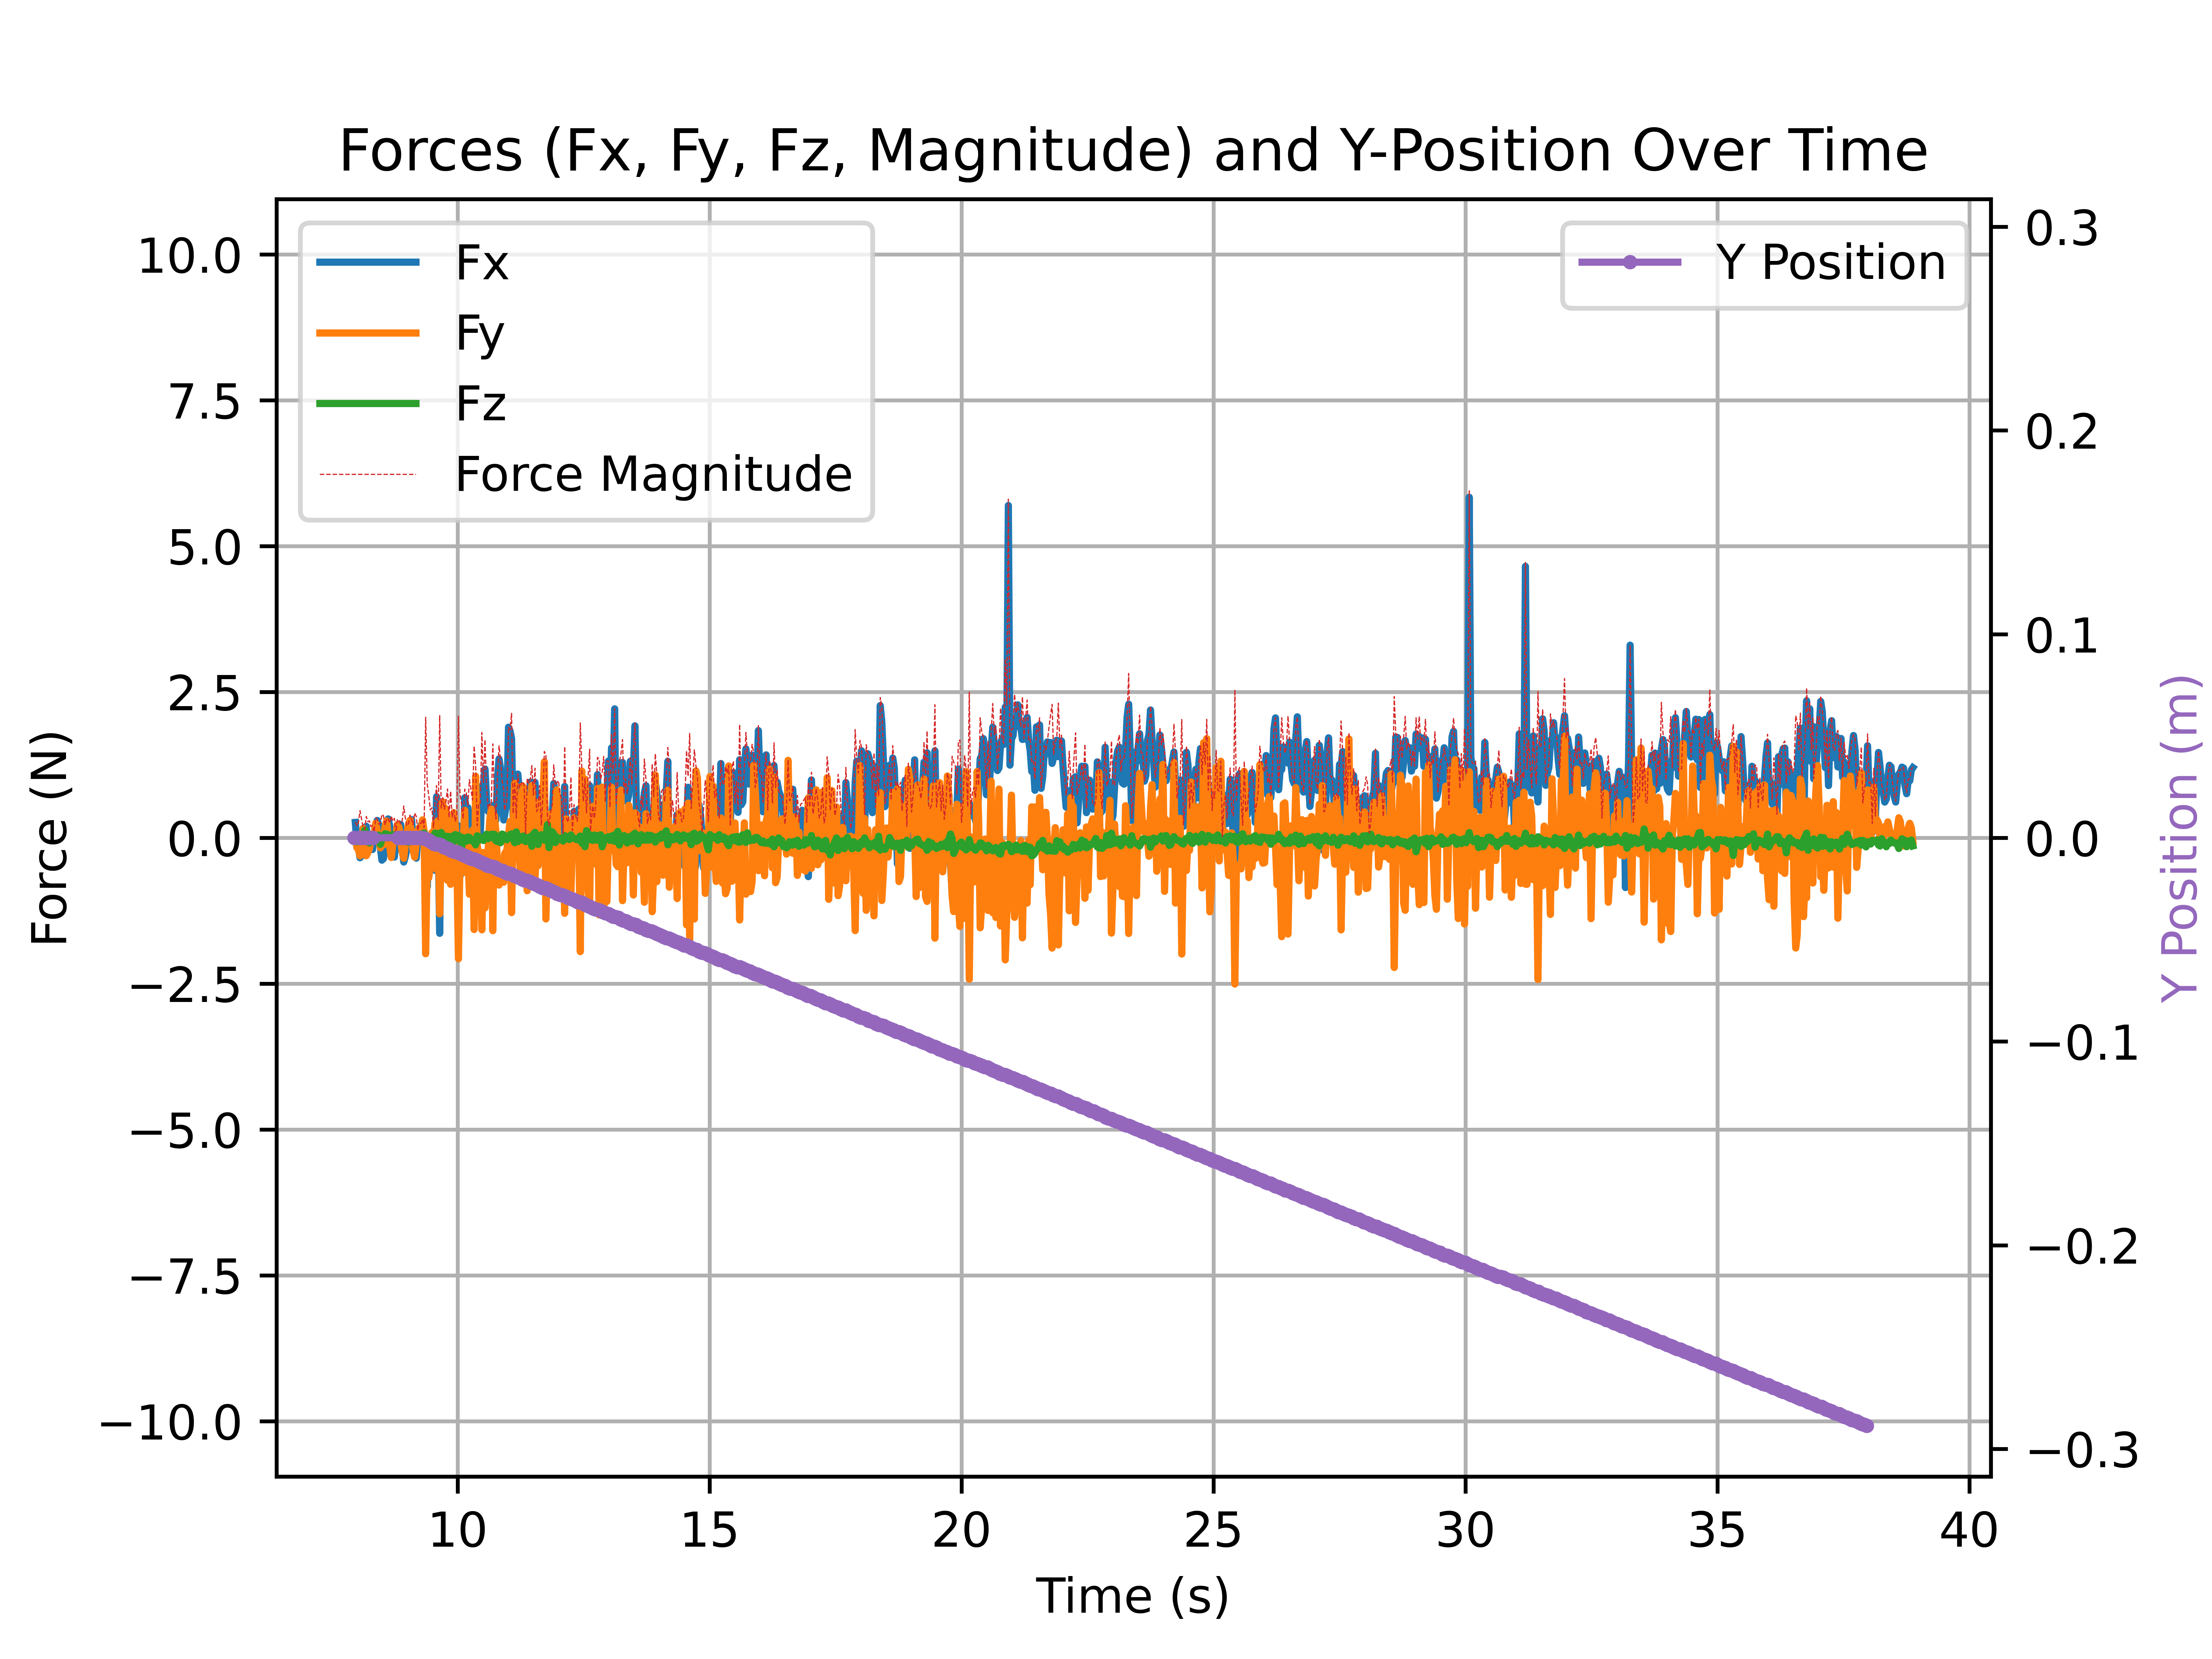 Forces (Fx, Fy, Fz, Magnitude) and Y-Position Over Time
Fx
Fy
Fz
Force Magnitude
Y Position
10.0
7.5
5.0
2.5
0.0
−2.5
−5.0
−7.5
−10.0
Force (N)
0.3
0.2
0.1
0.0
−0.1
−0.2
−0.3
Y Position (m)
10
15
20
25
30
35
40
Time (s)